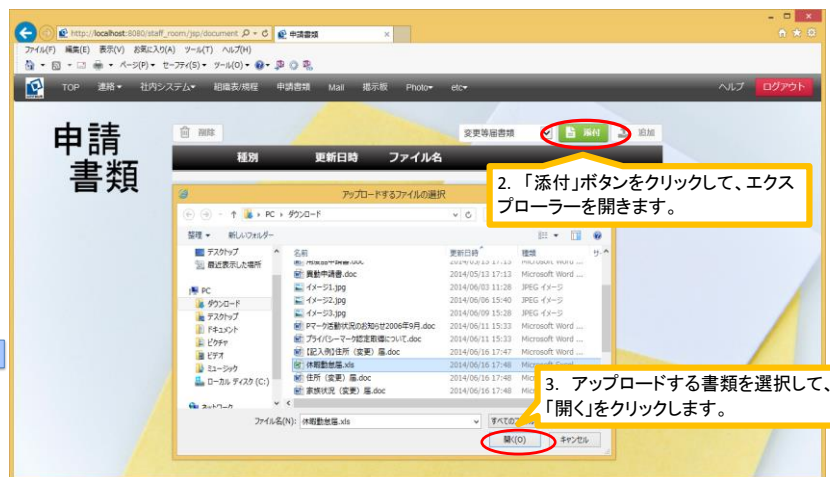 http://localhost:8080/staff_room/jsp/document
申請書類
ファイル(F) 編集(E) 表示(V) お気に入り(A) ツール(T) ヘルプ(H)
ページ(P) セーフティ(S) ツール(O)
TOP 連絡 社内システム 組織表/規程 申請書類 Mail 掲示板 Photo etc ヘルプ ログアウト
申請
書類
削除 変更等届書類 添付 追加
種別 更新日時 ファイル名
2. 「添付」ボタンをクリックして、エクス
プローラーを開きます。
アップロードするファイルの選択
PC ダウンロード
整理 新しいフォルダー
名前 更新日時 種類 サ
デスクトップ
最近表示した場所
PC
ダウンロード
デスクトップ
ドキュメント
ピクチャ
ビデオ
ミュージック
ローカル ディスク (C:)
異動申請書.doc 2014/05/13 17:13 Microsoft Word ...
イメージ1.jpg 2014/06/03 11:28 JPEG イメージ
イメージ2.jpg 2014/06/06 15:40 JPEG イメージ
イメージ3.jpg 2014/06/09 15:28 JPEG イメージ
Pマーク活動状況のお知らせ2006年9月.doc 2014/06/11 15:33 Microsoft Word ...
プライバシーマーク認定取得について.doc 2014/06/11 15:33 Microsoft Word ...
【記入例】住所（変更）届.doc 2014/06/16 17:47 Microsoft Word ...
休暇勤怠届.xls 2014/06/16 17:48 Microsoft Excel
住所（変更）届.doc 2014/06/16 17:48
家族状況（変更）届.doc 2014/06/16 17:48
3. アップロードする書類を選択して、
「開く」をクリックします。
ファイル名(N): 休暇勤怠届.xls すべての
開く(O) キャンセル